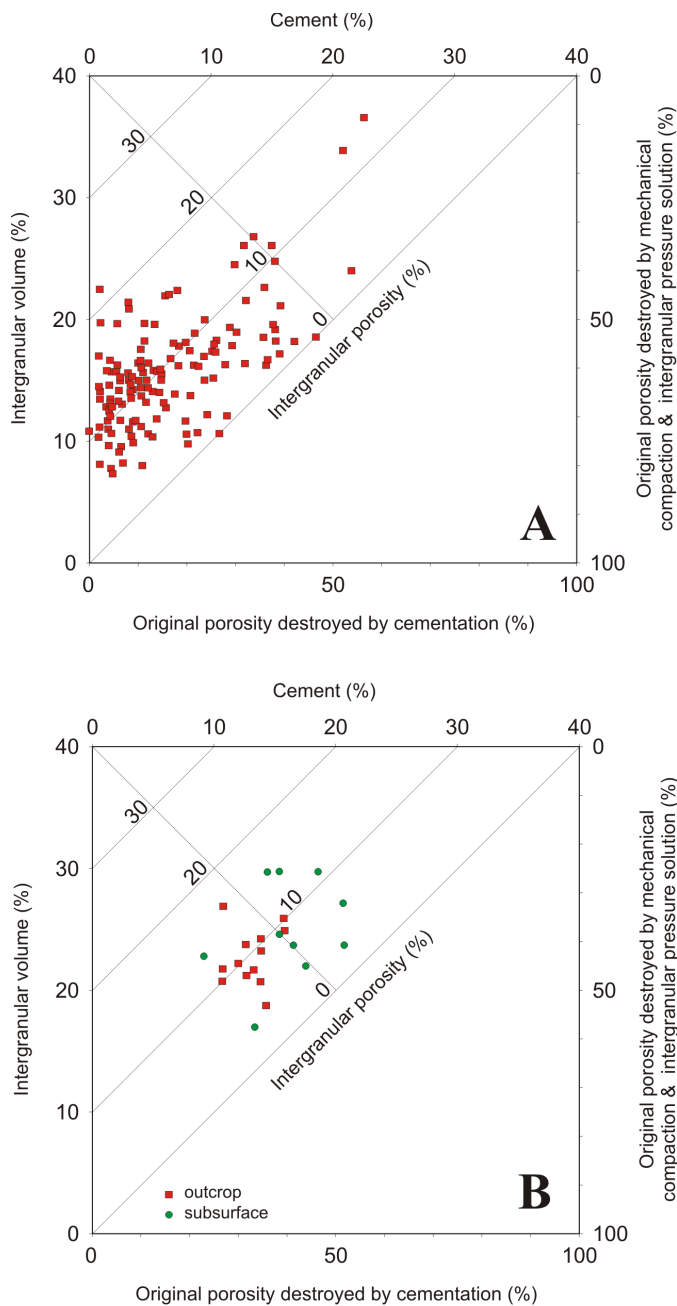 Cement (%)
0 10 20 30 40
40 0
30
20 50
10
0 100
0 50 100
30
20
10
0
Intergranular porosity (%)
Intergranular volume (%)
Original porosity destroyed by mechanical
compaction & intergranular pressure solution (%)
A
Original porosity destroyed by cementation (%)
Cement (%)
0 10 20 30 40
40 0
30
20 50
10
0 100
0 50 100
30
20
10
0
Intergranular porosity (%)
Intergranular volume (%)
Original porosity destroyed by mechanical
compaction & intergranular pressure solution (%)
outcrop
subsurface
B
Original porosity destroyed by cementation (%)